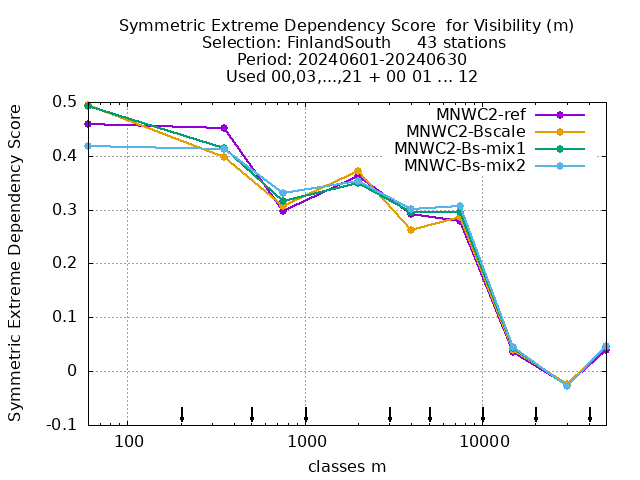 Symmetric Extreme Dependency Score  for Visibility (m)
Selection: FinlandSouth     43 stations
Period: 20240601-20240630
Used 00,03,...,21 + 00 01 ... 12
Symmetric Extreme Dependency Score
0.5
0.4
0.3
0.2
0.1
0
-0.1
MNWC2-ref
MNWC2-Bscale
MNWC2-Bs-mix1
MNWC-Bs-mix2
100
1000
10000
classes m